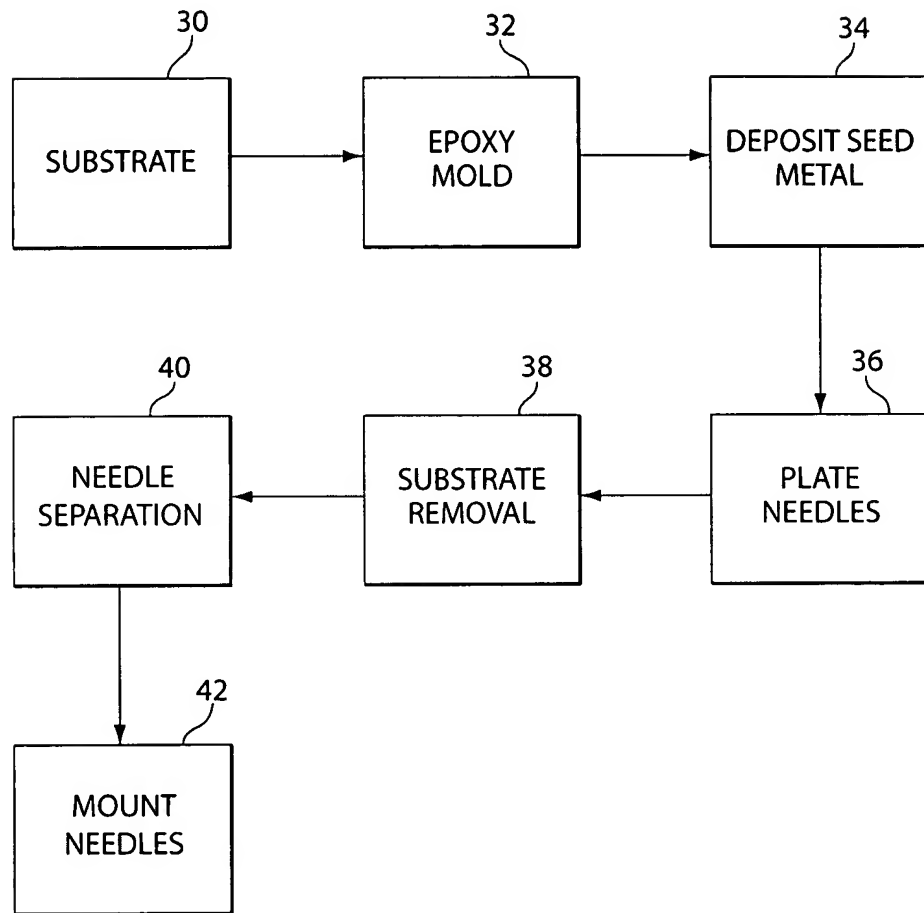 30
SUBSTRATE
32
EPOXY
MOLD
34
DEPOSIT SEED
METAL
36
PLATE
NEEDLES
38
SUBSTRATE
REMOVAL
40
NEEDLE
SEPARATION
42
MOUNT
NEEDLES